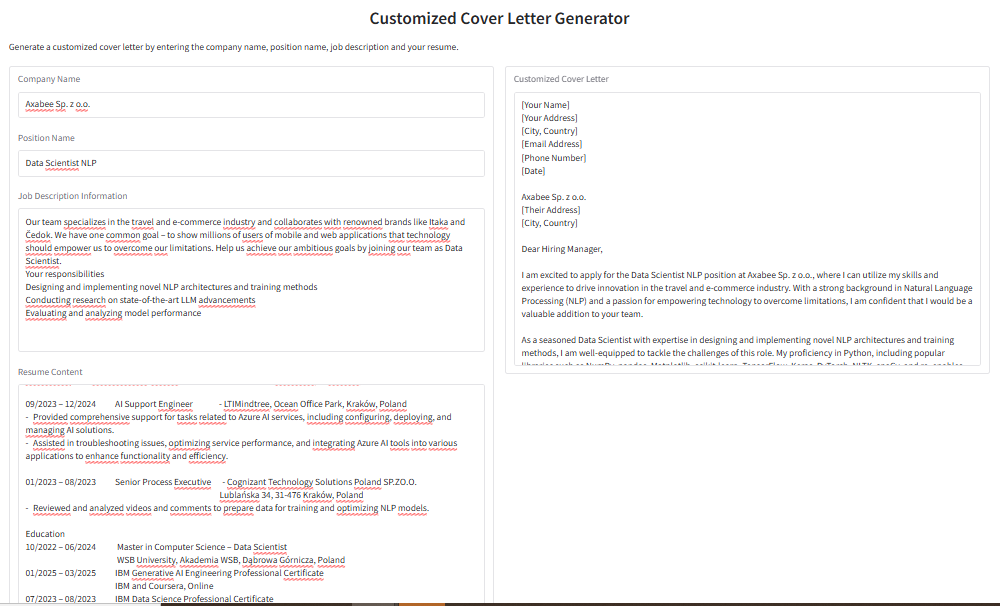 Customized Cover Letter Generator
Generate a customized cover letter by entering the company name, position name, job description and your resume.
Company Name
Axabee Sp. z o.o.
Position Name
Data Scientist NLP
Job Description Information
Our team specializes in the travel and e-commerce industry and collaborates with renowned brands like Itaka and
Čedok. We have one common goal – to show millions of users of mobile and web applications that technology
should empower us to overcome our limitations. Help us achieve our ambitious goals by joining our team as Data
Scientist.
Your responsibilities
Designing and implementing novel NLP architectures and training methods
Conducting research on state-of-the-art LLM advancements
Evaluating and analyzing model performance
Resume Content
09/2023 – 12/2024 AI Support Engineer - LTIMindtree, Ocean Office Park, Kraków, Poland
- Provided comprehensive support for tasks related to Azure AI services, including configuring, deploying, and
managing AI solutions.
- Assisted in troubleshooting issues, optimizing service performance, and integrating Azure AI tools into various
applications to enhance functionality and efficiency.
01/2023 – 08/2023 Senior Process Executive - Cognizant Technology Solutions Poland SP.ZO.O.
Lublańska 34, 31-476 Kraków, Poland
- Reviewed and analyzed videos and comments to prepare data for training and optimizing NLP models.
Education
10/2022 – 06/2024 Master in Computer Science – Data Scientist
WSB University, Akademia WSB, Dąbrowa Górnicza, Poland
01/2025 – 03/2025 IBM Generative AI Engineering Professional Certificate
IBM and Coursera, Online
07/2023 – 08/2023 IBM Data Science Professional Certificate
Customized Cover Letter
[Your Name]
[Your Address]
[City, Country]
[Email Address]
[Phone Number]
[Date]
Axabee Sp. z o.o.
[Their Address]
[City, Country]
Dear Hiring Manager,
I am excited to apply for the Data Scientist NLP position at Axabee Sp. z o.o., where I can utilize my skills and
experience to drive innovation in the travel and e-commerce industry. With a strong background in Natural Language
Processing (NLP) and a passion for empowering technology to overcome limitations, I am confident that I would be a
valuable addition to your team.
As a seasoned Data Scientist with expertise in designing and implementing novel NLP architectures and training
methods, I am well-equipped to tackle the challenges of this role. My proficiency in Python, including popular
libraries such as NumPy, pandas, Matplotlib, scikit-learn, TensorFlow, Keras, PyTorch, NLTK, spaCy, and re, enables